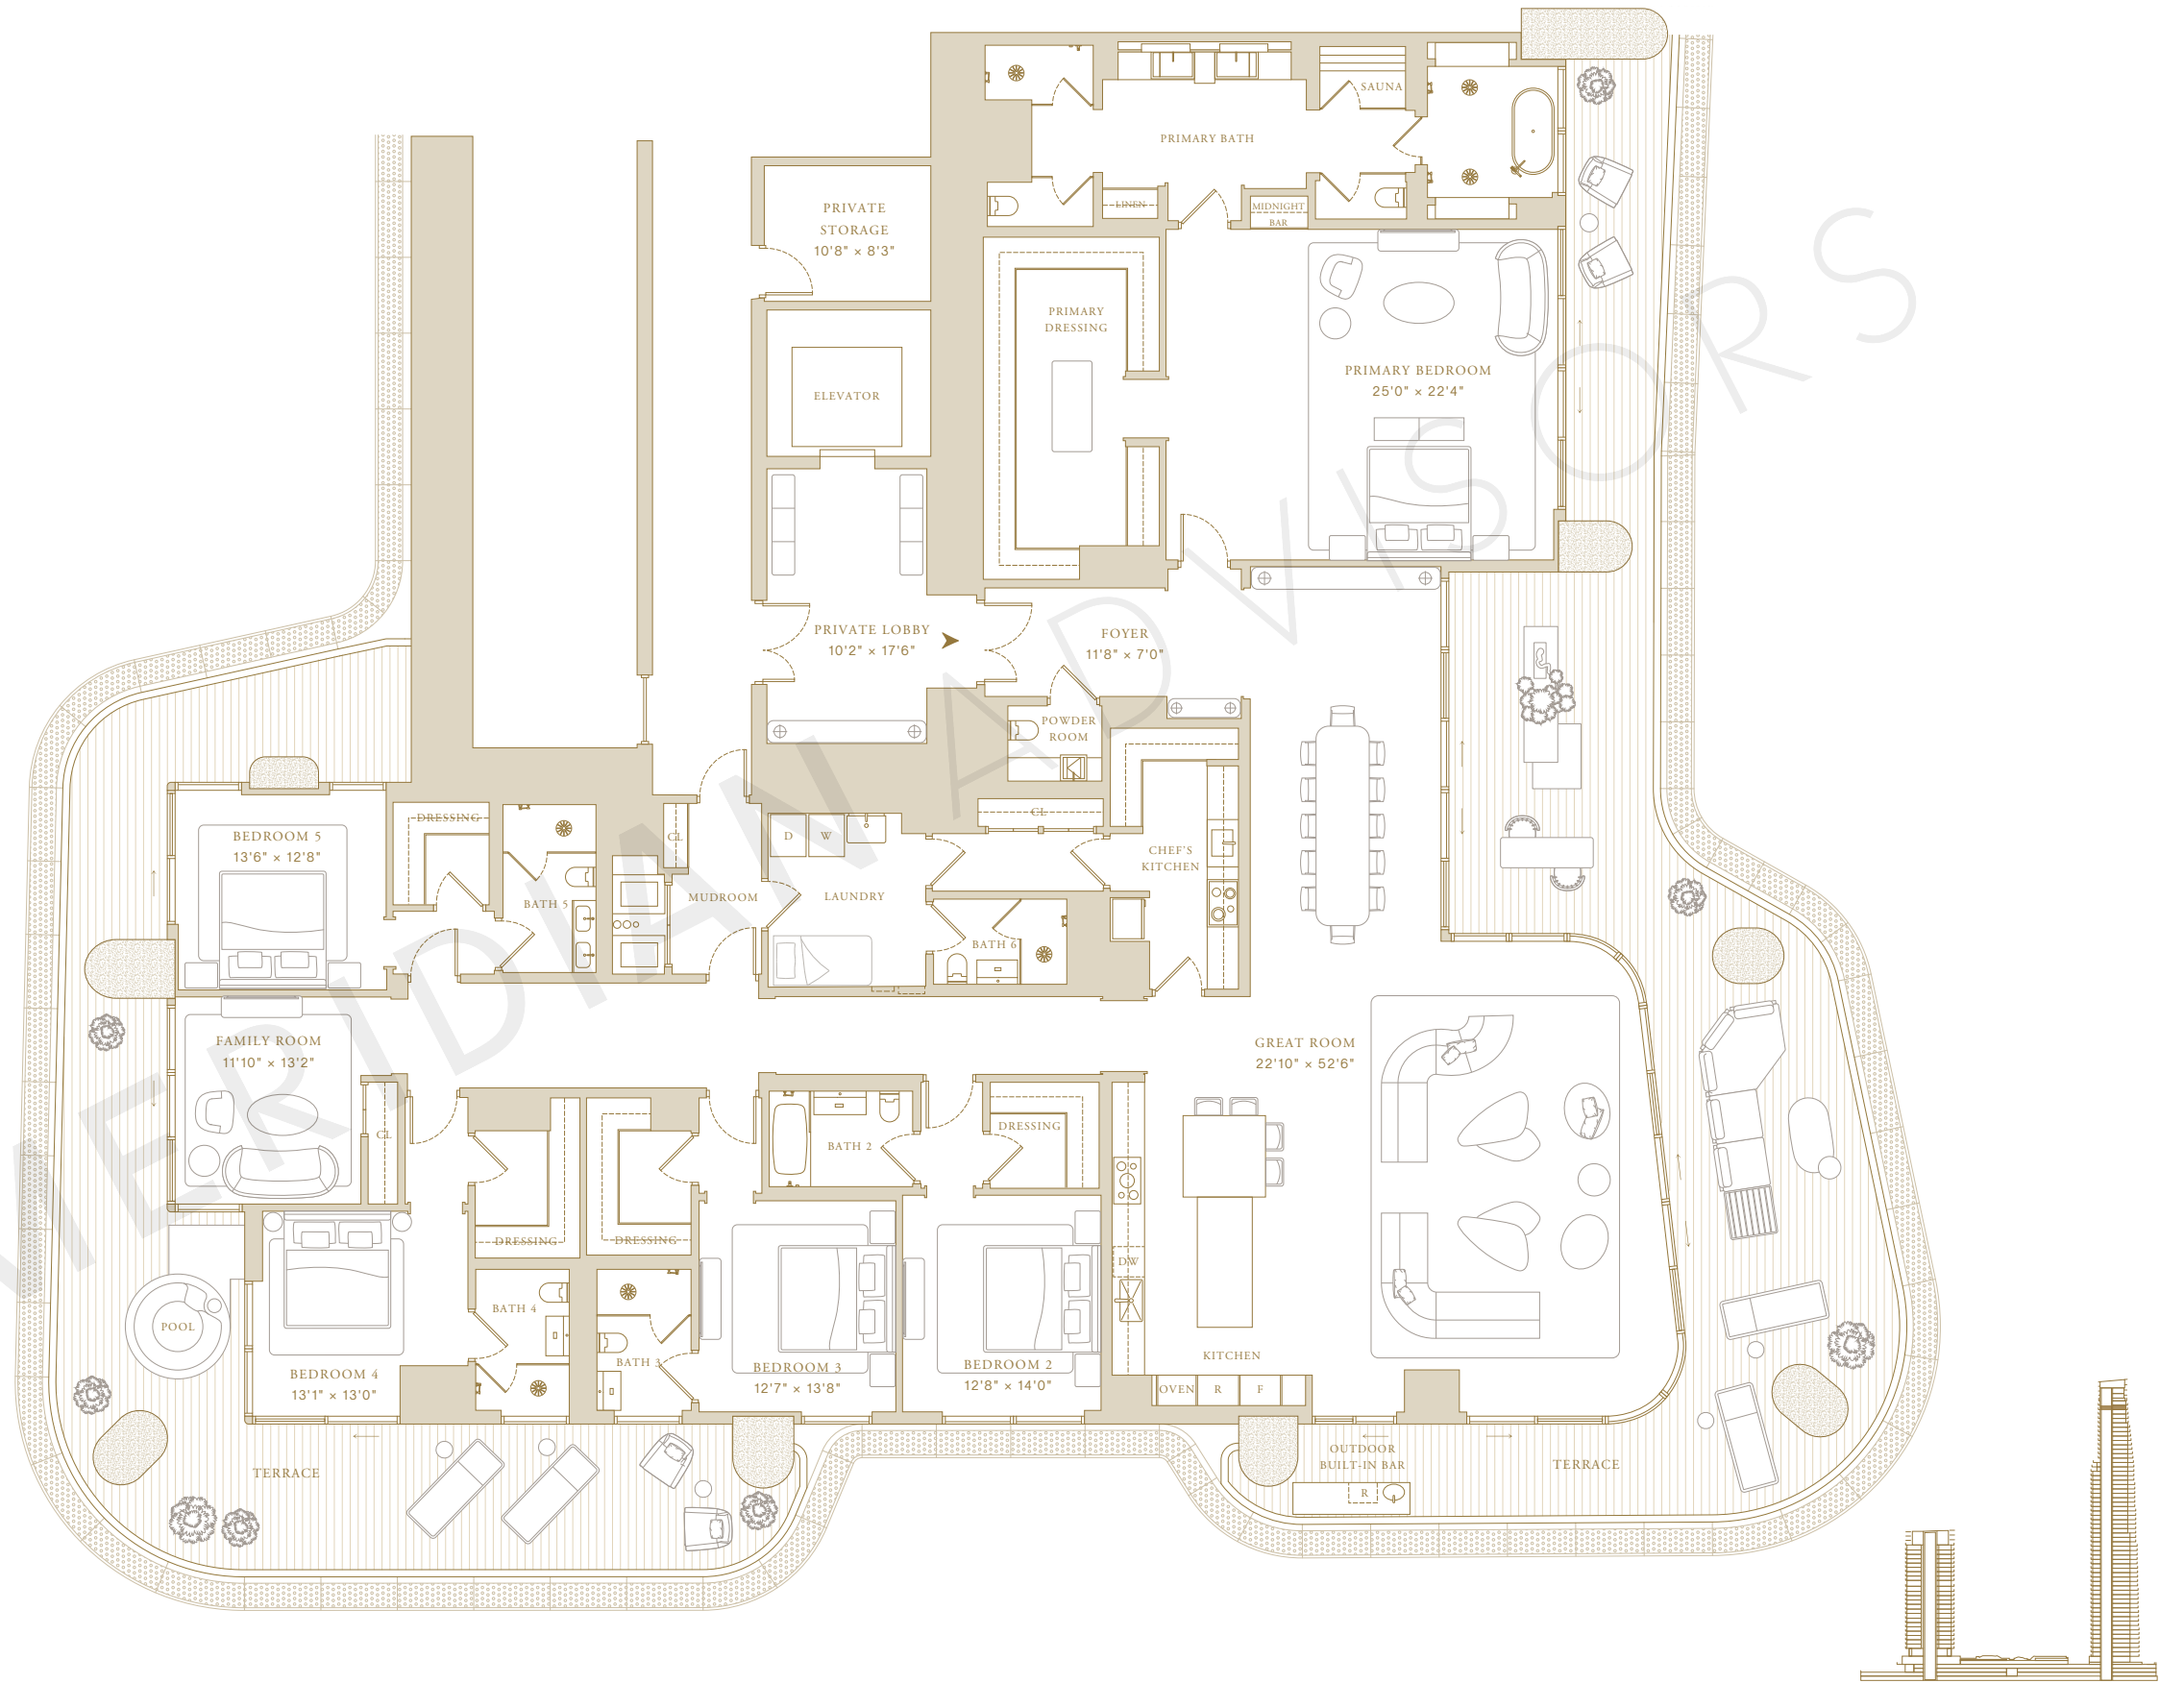 SAUNA
PRIMARY BATH
LINEN
MIDNIGHT
BAR
PRIVATE
STORAGE
10'8" × 8'3"
PRIMARY
DRESSING
ELEVATOR
PRIMARY BEDROOM
25'0" × 22'4"
PRIVATE LOBBY
10'2" × 17'6"
FOYER
11'8" × 7'0"
POWDER
ROOM
CL
DRESSING
BEDROOM 5
13'6" × 12'8"
CL
D
W
CHEF'S
KITCHEN
BATH 5
MUDROOM
LAUNDRY
BATH 6
FAMILY ROOM
11'10" × 13'2"
GREAT ROOM
22'10" × 52'6"
CL
BATH 2
DRESSING
DRESSING
DRESSING
DW
POOL
BATH 4
BATH 3
KITCHEN
BEDROOM 4
13'1" × 13'0"
BEDROOM 3
12'7" × 13'8"
BEDROOM 2
12'8" × 14'0"
OVEN
R
F
TERRACE
OUTDOOR
BUILT-IN BAR
R
TERRACE
MERIDIAN ADVISORS